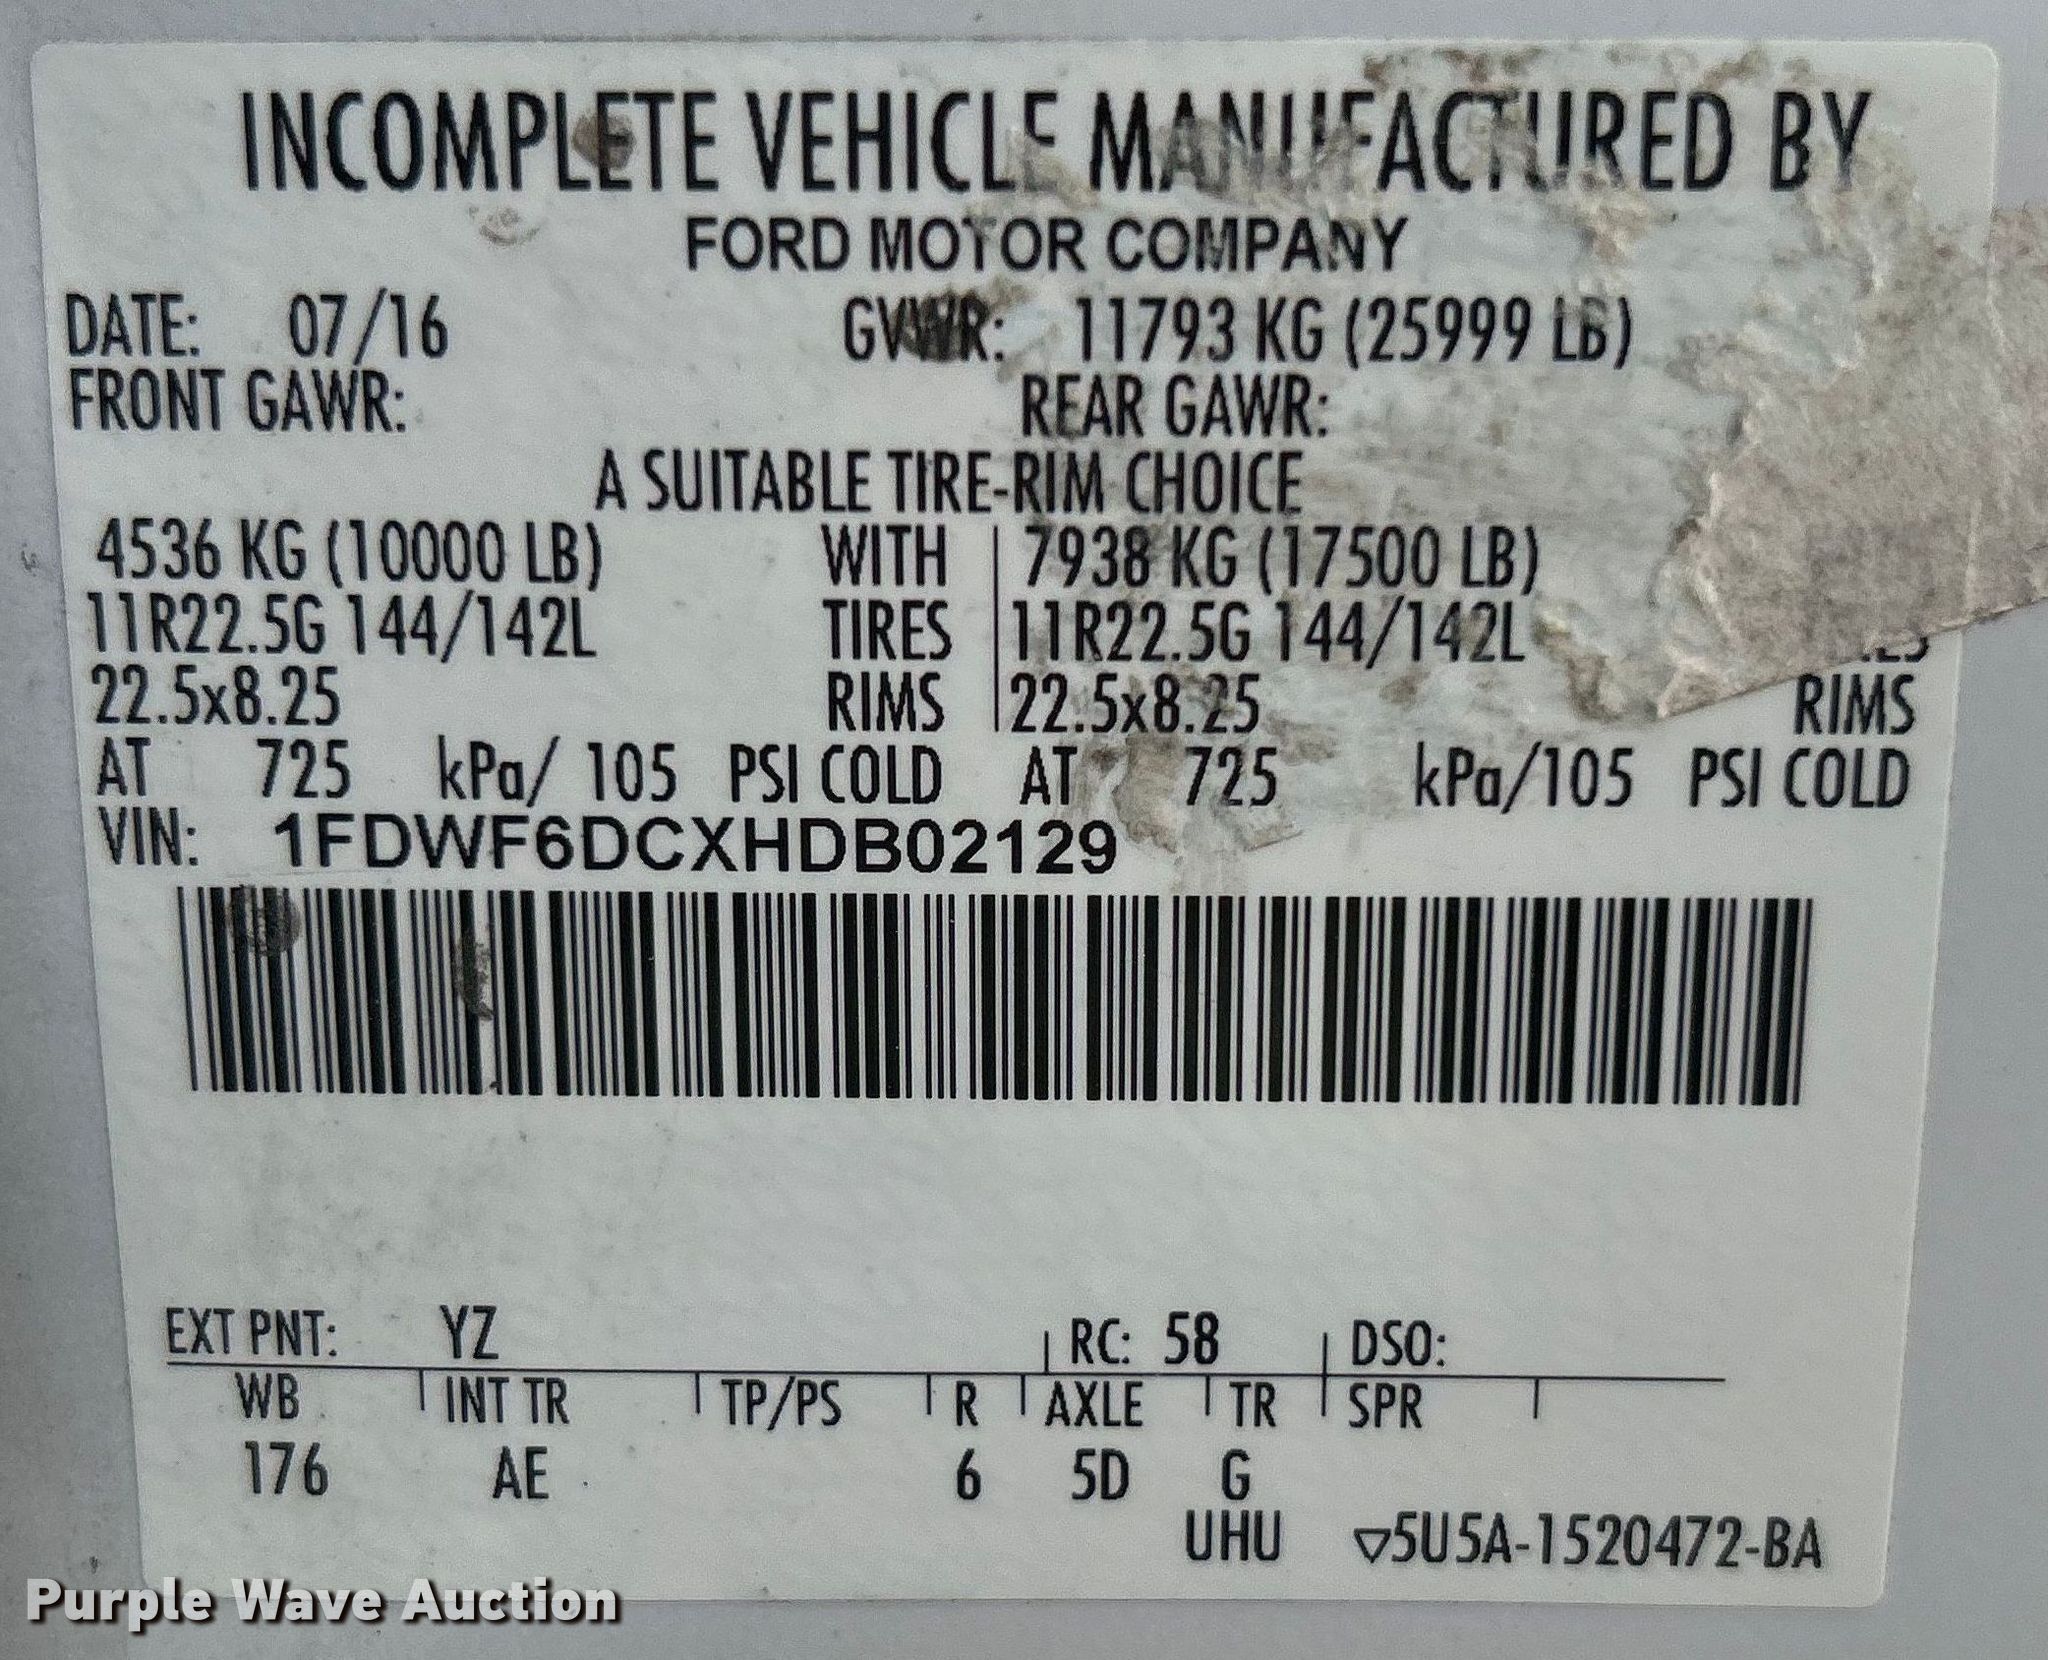 INCOMPLETE VEHICLE MANUFACTURED BY
FORD MOTOR COMPANY
DATE: 07/16 GVWR: 11793 KG (25999 LB)
FRONT GAWR: REAR GAWR:
A SUITABLE TIRE-RIM CHOICE
4536 KG (10000 LB) WITH 7938 KG (17500 LB)
11R22.5G 144/142L TIRES 11R22.5G 144/142L
22.5x8.25 RIMS 22.5x8.25 RIMS
AT 725 kPa/ 105 PSI COLD AT 725 kPa/105 PSI COLD
VIN: 1FDWF6DCXHDB02129
EXT PNT: YZ RC: 58 DSO:
WB INT TR TP/PS R AXLE TR SPR
176 AE 6 5D G
UHU ▽5U5A-1520472-BA
Purple Wave Auction